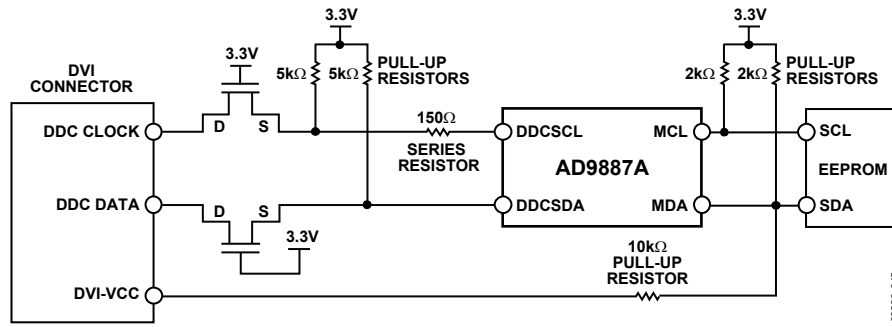 3.3V
3.3V
3.3V
DVI
CONNECTOR
5kΩ
5kΩ
PULL-UP
RESISTORS
2kΩ
2kΩ
PULL-UP
RESISTORS
DDC CLOCK
D
S
150Ω
SERIES
RESISTOR
DDCSCL
MCL
SCL
AD9887A
EEPROM
DDC DATA
D
S
DDCSDA
MDA
SDA
3.3V
10kΩ
PULL-UP
RESISTOR
DVI-VCC